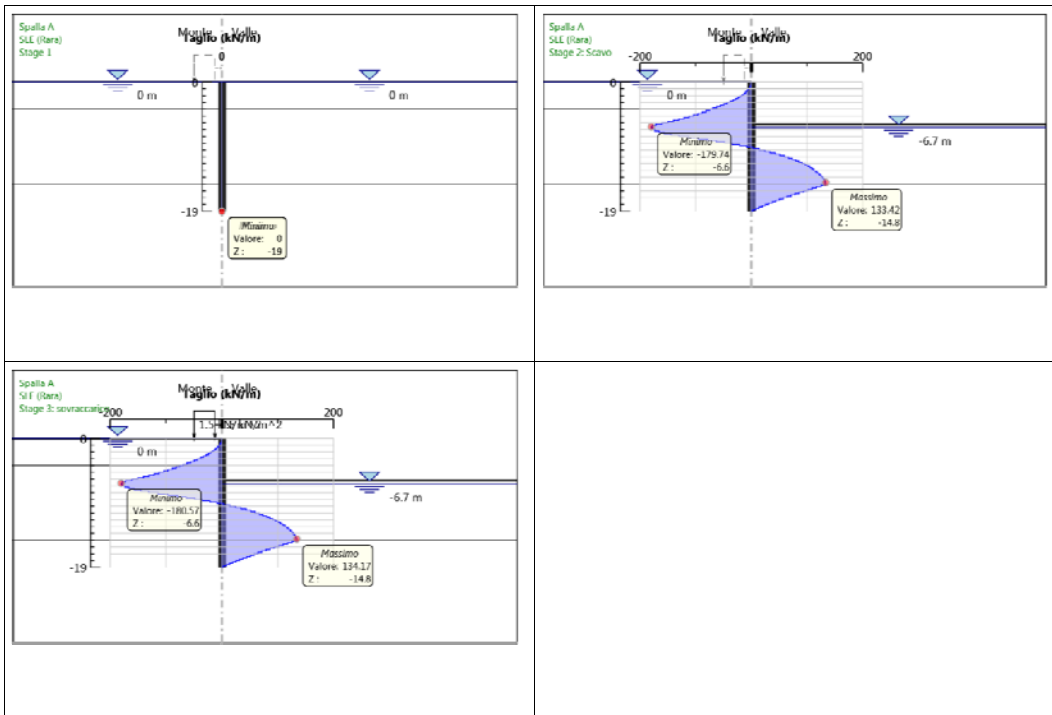 Spalla A
SLE (Rara)
Stage 1
Monte Valle
Taglio (kN/m)
0
0
0 m
0 m
-19
Minimo
Valore: 0
Z : -19
Spalla A
SLE (Rara)
Stage 2: Scavo
Monte Valle
Taglio (kN/m)
-200
200
0
0 m
-6.7 m
Minimo
Valore: -179.74
Z : -6.6
-19
Massimo
Valore: 133.42
Z : -14.8
Spalla A
SLE (Rara)
Stage 3: sovraccarico
Monte Valle
Taglio (kN/m)
-200
200
0
0 m
-6.7 m
Minimo
Valore: -180.57
Z : -6.6
-19
Massimo
Valore: 134.17
Z : -14.8